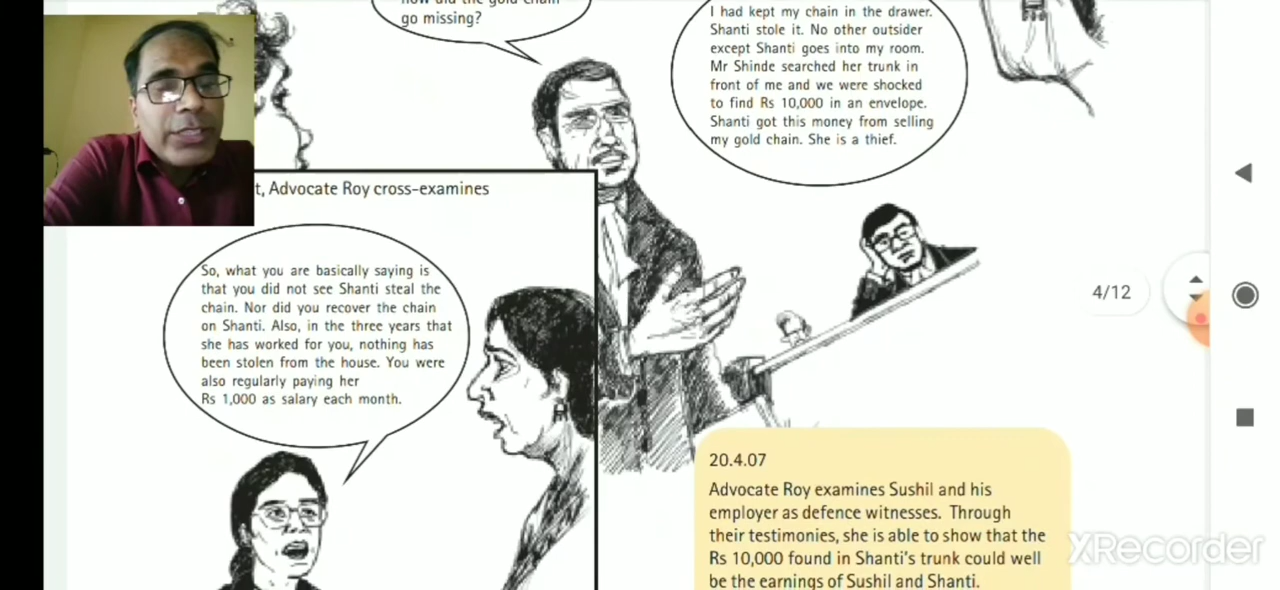 go missing?
I had kept my chain in the drawer.
Shanti stole it. No other outsider
except Shanti goes into my room.
Mr Shinde searched her trunk in
front of me and we were shocked
to find Rs 10,000 in an envelope.
Shanti got this money from selling
my gold chain. She is a thief.
t, Advocate Roy cross-examines
So, what you are basically saying is
that you did not see Shanti steal the
chain. Nor did you recover the chain
on Shanti. Also, in the three years that
she has worked for you, nothing has
been stolen from the house. You were
also regularly paying her
Rs 1,000 as salary each month.
4/12
20.4.07
Advocate Roy examines Sushil and his
employer as defence witnesses. Through
their testimonies, she is able to show that the
Rs 10,000 found in Shanti's trunk could well
be the earnings of Sushil and Shanti.
XRecorder